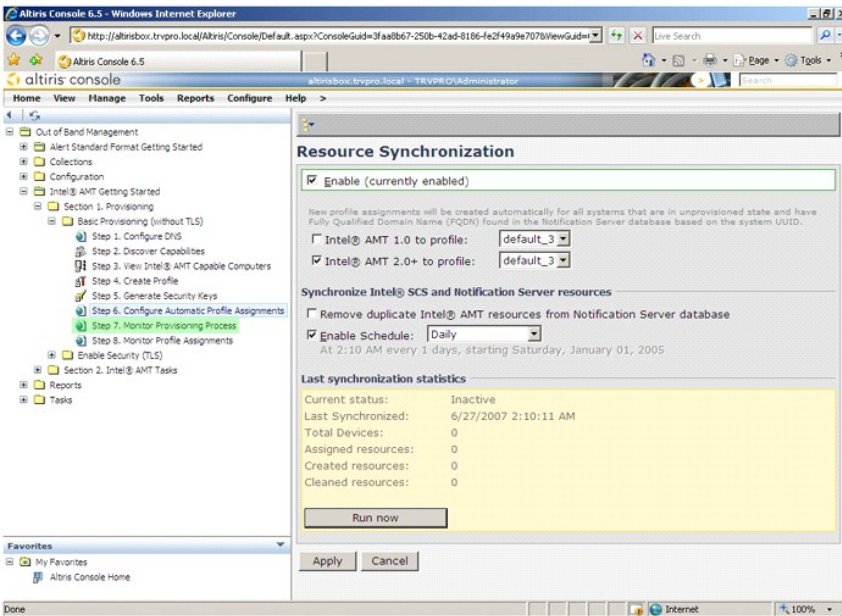 Altiris Console 6.5 - Windows Internet Explorer
http://altirisbox.trvpro.local/Altiris/Console/Default.aspx?ConsoleGuid=3faa8b67-250b-42ad-8186-fe2f49a9e707&ViewGuid=
Live Search
Altiris Console 6.5
Page
Tools
altiris console
altirisbox.trvpro.local - TRVPRO\Administrator
Search
Home View Manage Tools Reports Configure Help >
Out of Band Management
Alert Standard Format Getting Started
Collections
Configuration
Intel® AMT Getting Started
Section 1. Provisioning
Basic Provisioning (without TLS)
Step 1. Configure DNS
Step 2. Discover Capabilities
Step 3. View Intel® AMT Capable Computers
Step 4. Create Profile
Step 5. Generate Security Keys
Step 6. Configure Automatic Profile Assignments
Step 7. Monitor Provisioning Process
Step 8. Monitor Profile Assignments
Enable Security (TLS)
Section 2. Intel® AMT Tasks
Reports
Tasks
Favorites
My Favorites
Altiris Console Home
Resource Synchronization
Enable (currently enabled)
New profile assignments will be created automatically for all systems that are in unprovisioned state and have
Fully Qualified Domain Name (FQDN) found in the Notification Server database based on the system UUID.
Intel® AMT 1.0 to profile: default_3
Intel® AMT 2.0+ to profile: default_3
Synchronize Intel® SCS and Notification Server resources
Remove duplicate Intel® AMT resources from Notification Server database
Enable Schedule: Daily
At 2:10 AM every 1 days, starting Saturday, January 01, 2005
Last synchronization statistics
Current status: Inactive
Last Synchronized: 6/27/2007 2:10:11 AM
Total Devices: 0
Assigned resources: 0
Created resources: 0
Cleaned resources: 0
Run now
Apply Cancel
Done
Internet
100%